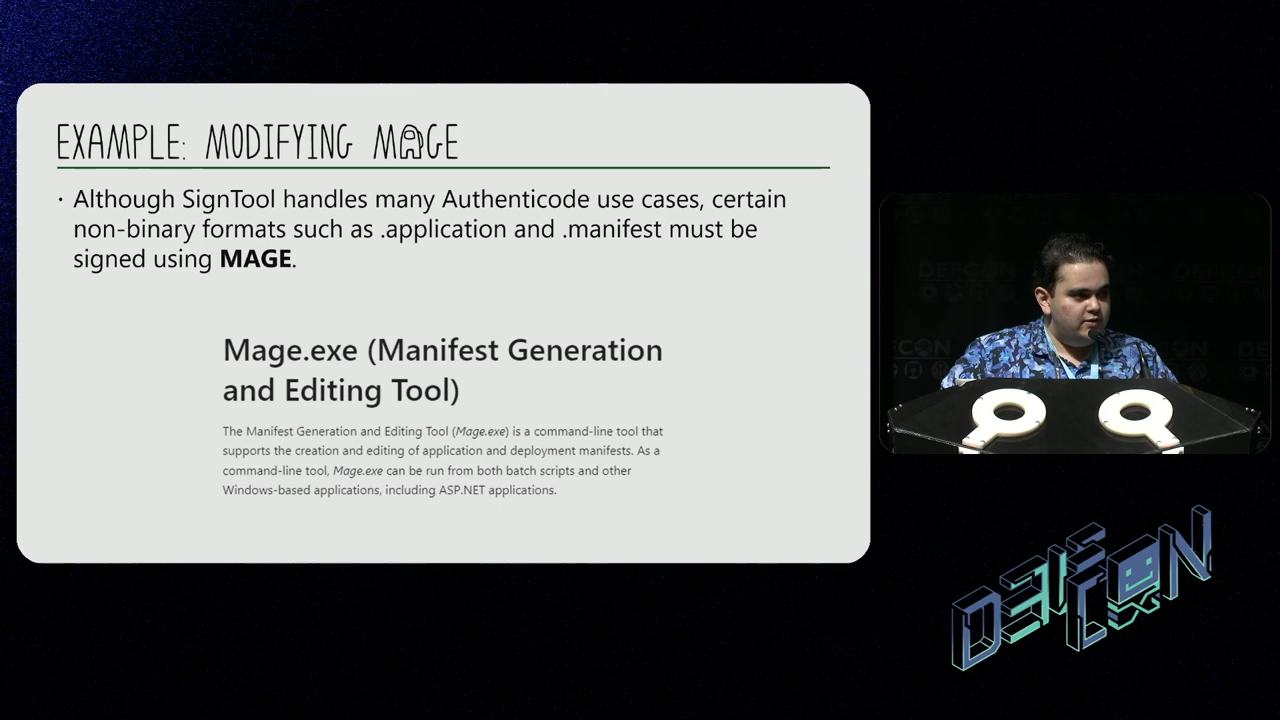 EXAMPLE: MODIFYING MAGE
· Although SignTool handles many Authenticode use cases, certain
non-binary formats such as .application and .manifest must be
signed using MAGE.
Mage.exe (Manifest Generation
and Editing Tool)
The Manifest Generation and Editing Tool (Mage.exe) is a command-line tool that
supports the creation and editing of application and deployment manifests. As a
command-line tool, Mage.exe can be run from both batch scripts and other
Windows-based applications, including ASP.NET applications.
DEFCON
CON
DEF CON